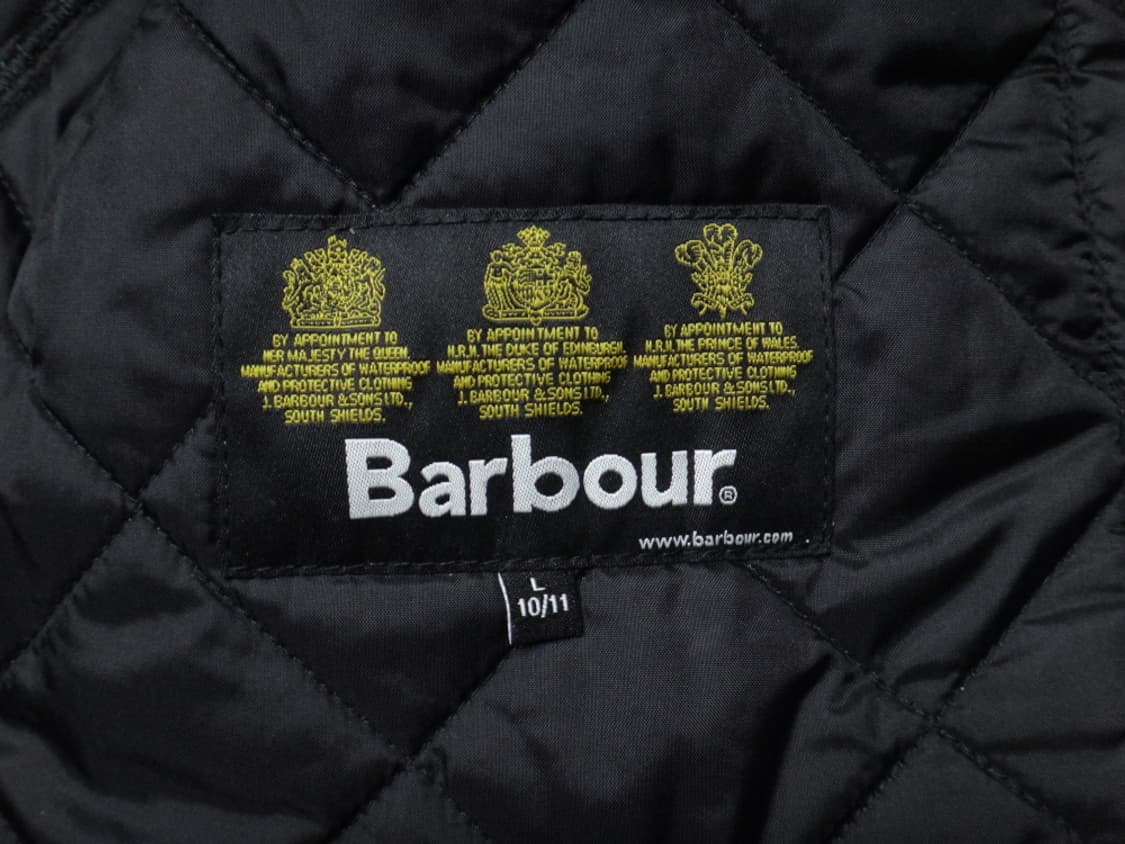 BY APPOINTMENT TO
HER MAJESTY THE QUEEN
MANUFACTURERS OF WATERPROOF
AND PROTECTIVE CLOTHING
J. BARBOUR & SONS LTD.,
SOUTH SHIELDS.
BY APPOINTMENT TO
H.R.H. THE DUKE OF EDINBURGH
MANUFACTURERS OF WATERPROOF
AND PROTECTIVE CLOTHING
J. BARBOUR & SONS LTD.,
SOUTH SHIELDS.
BY APPOINTMENT TO
H.R.H. THE PRINCE OF WALES.
MANUFACTURERS OF WATERPROOF
AND PROTECTIVE CLOTHING
J. BARBOUR & SONS LTD.,
SOUTH SHIELDS.
Barbour®
www.barbour.com
L
10/11